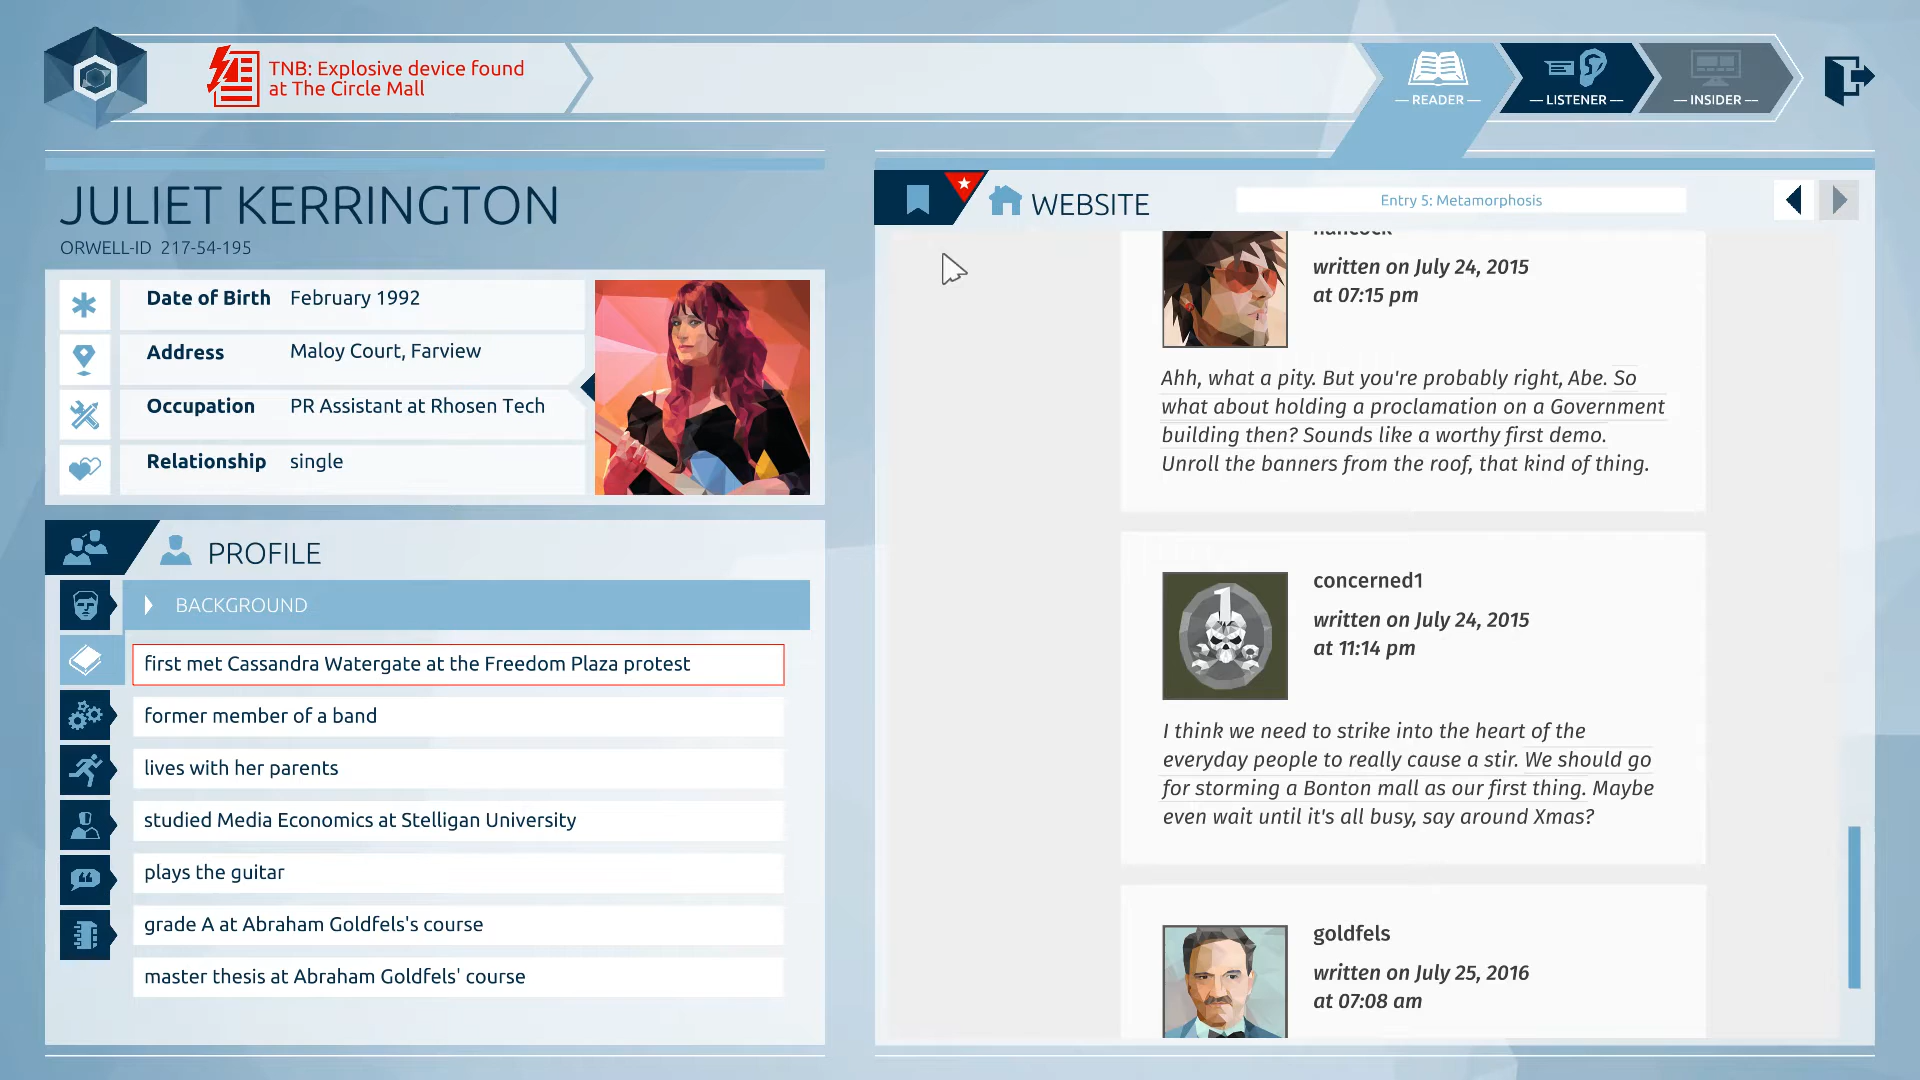 TNB: Explosive device found
at The Circle Mall
READER
LISTENER
INSIDER
JULIET KERRINGTON
ORWELL-ID 217-54-195
Date of Birth February 1992
Address Maloy Court, Farview
Occupation PR Assistant at Rhosen Tech
Relationship single
PROFILE
BACKGROUND
first met Cassandra Watergate at the Freedom Plaza protest
former member of a band
lives with her parents
studied Media Economics at Stelligan University
plays the guitar
grade A at Abraham Goldfels's course
master thesis at Abraham Goldfels' course
WEBSITE
Entry 5: Metamorphosis
written on July 24, 2015
at 07:15 pm
Ahh, what a pity. But you're probably right, Abe. So
what about holding a proclamation on a Government
building then? Sounds like a worthy first demo.
Unroll the banners from the roof, that kind of thing.
concerned1
written on July 24, 2015
at 11:14 pm
I think we need to strike into the heart of the
everyday people to really cause a stir. We should go
for storming a Bonton mall as our first thing. Maybe
even wait until it's all busy, say around Xmas?
goldfels
written on July 25, 2016
at 07:08 am